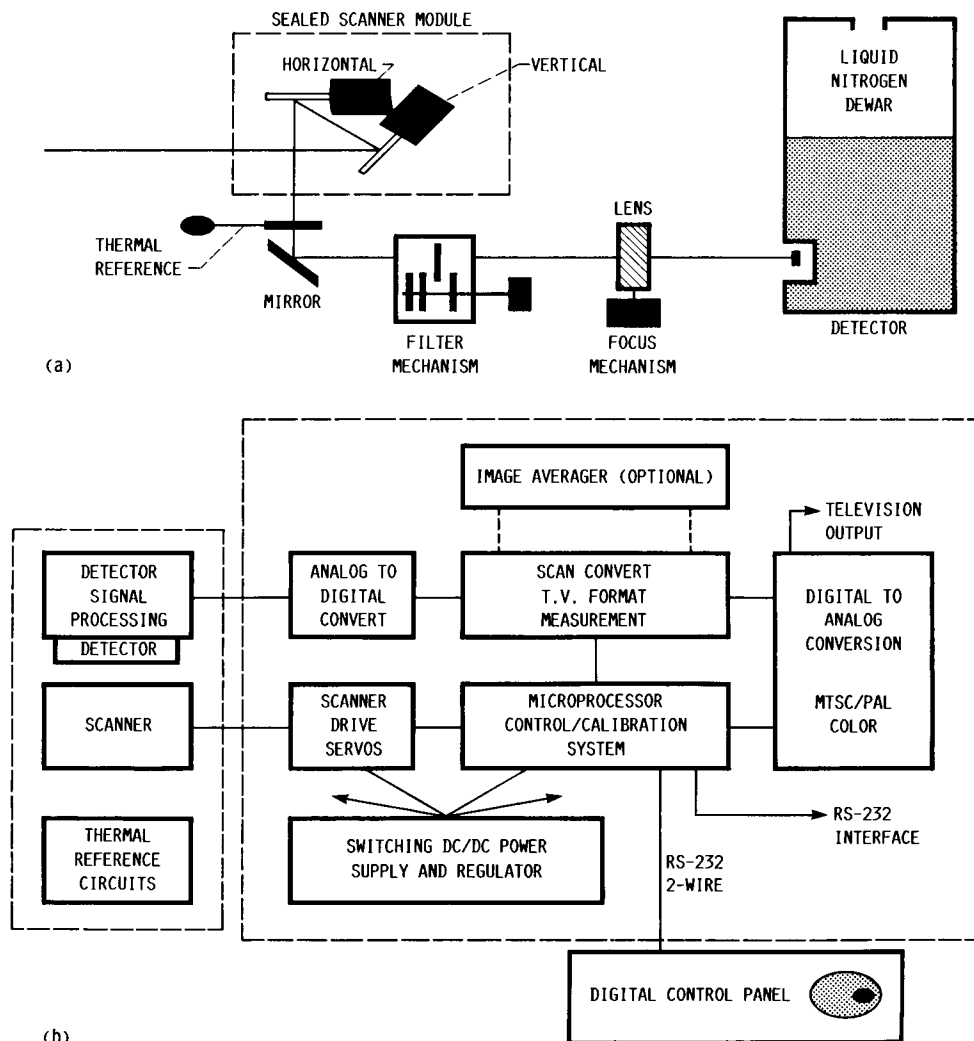 SEALED SCANNER MODULE
HORIZONTAL
VERTICAL
LIQUID
NITROGEN
DEWAR
THERMAL
REFERENCE
MIRROR
FILTER
MECHANISM
LENS
FOCUS
MECHANISM
DETECTOR
(a)
IMAGE AVERAGER (OPTIONAL)
TELEVISION
OUTPUT
DETECTOR
SIGNAL
PROCESSING
DETECTOR
ANALOG TO
DIGITAL
CONVERT
SCAN CONVERT
T.V. FORMAT
MEASUREMENT
DIGITAL TO
ANALOG
CONVERSION
MTSC/PAL
COLOR
SCANNER
SCANNER
DRIVE
SERVOS
MICROPROCESSOR
CONTROL/CALIBRATION
SYSTEM
THERMAL
REFERENCE
CIRCUITS
SWITCHING DC/DC POWER
SUPPLY AND REGULATOR
RS-232
INTERFACE
RS-232
2-WIRE
DIGITAL CONTROL PANEL
(b)